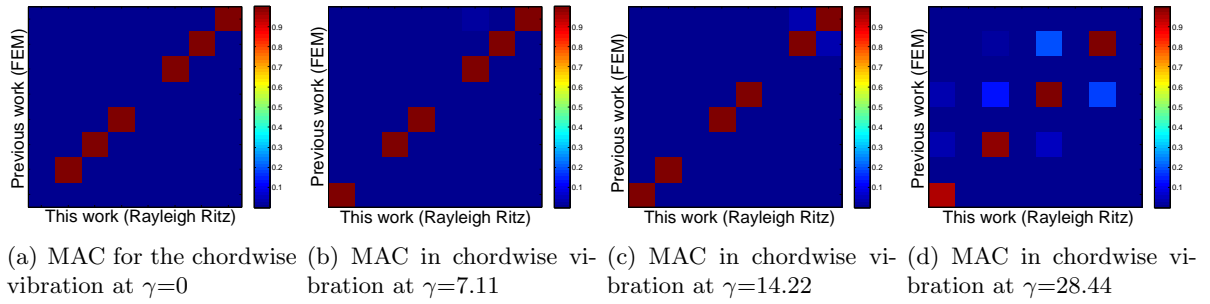 Previous work (FEM)
This work (Rayleigh Ritz)
0.9
0.8
0.7
0.6
0.5
0.4
0.3
0.2
0.1
Previous work (FEM)
This work (Rayleigh Ritz)
0.9
0.8
0.7
0.6
0.5
0.4
0.3
0.2
0.1
Previous work (FEM)
This work (Rayleigh Ritz)
0.9
0.8
0.7
0.6
0.5
0.4
0.3
0.2
0.1
Previous work (FEM)
This work (Rayleigh Ritz)
0.9
0.8
0.7
0.6
0.5
0.4
0.3
0.2
0.1
(a) MAC for the chordwise
vibration at γ=0
(b) MAC in chordwise vi-
bration at γ=7.11
(c) MAC in chordwise vi-
bration at γ=14.22
(d) MAC in chordwise vi-
bration at γ=28.44